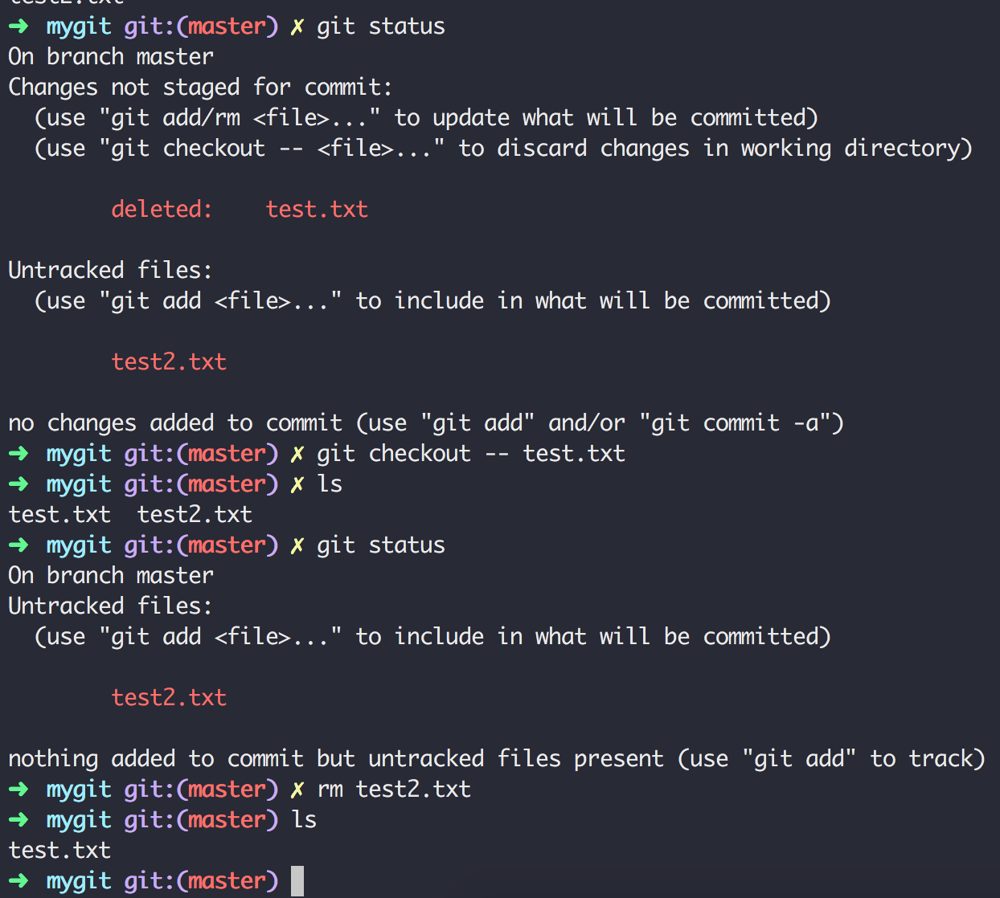 test2.txt
➜  mygit git:(master) ✗ git status
On branch master
Changes not staged for commit:
  (use "git add/rm <file>..." to update what will be committed)
  (use "git checkout -- <file>..." to discard changes in working directory)
        deleted:    test.txt
Untracked files:
  (use "git add <file>..." to include in what will be committed)
        test2.txt
no changes added to commit (use "git add" and/or "git commit -a")
➜  mygit git:(master) ✗ git checkout -- test.txt
➜  mygit git:(master) ✗ ls
test.txt  test2.txt
➜  mygit git:(master) ✗ git status
On branch master
Untracked files:
  (use "git add <file>..." to include in what will be committed)
        test2.txt
nothing added to commit but untracked files present (use "git add" to track)
➜  mygit git:(master) ✗ rm test2.txt
➜  mygit git:(master) ls
test.txt
➜  mygit git:(master)